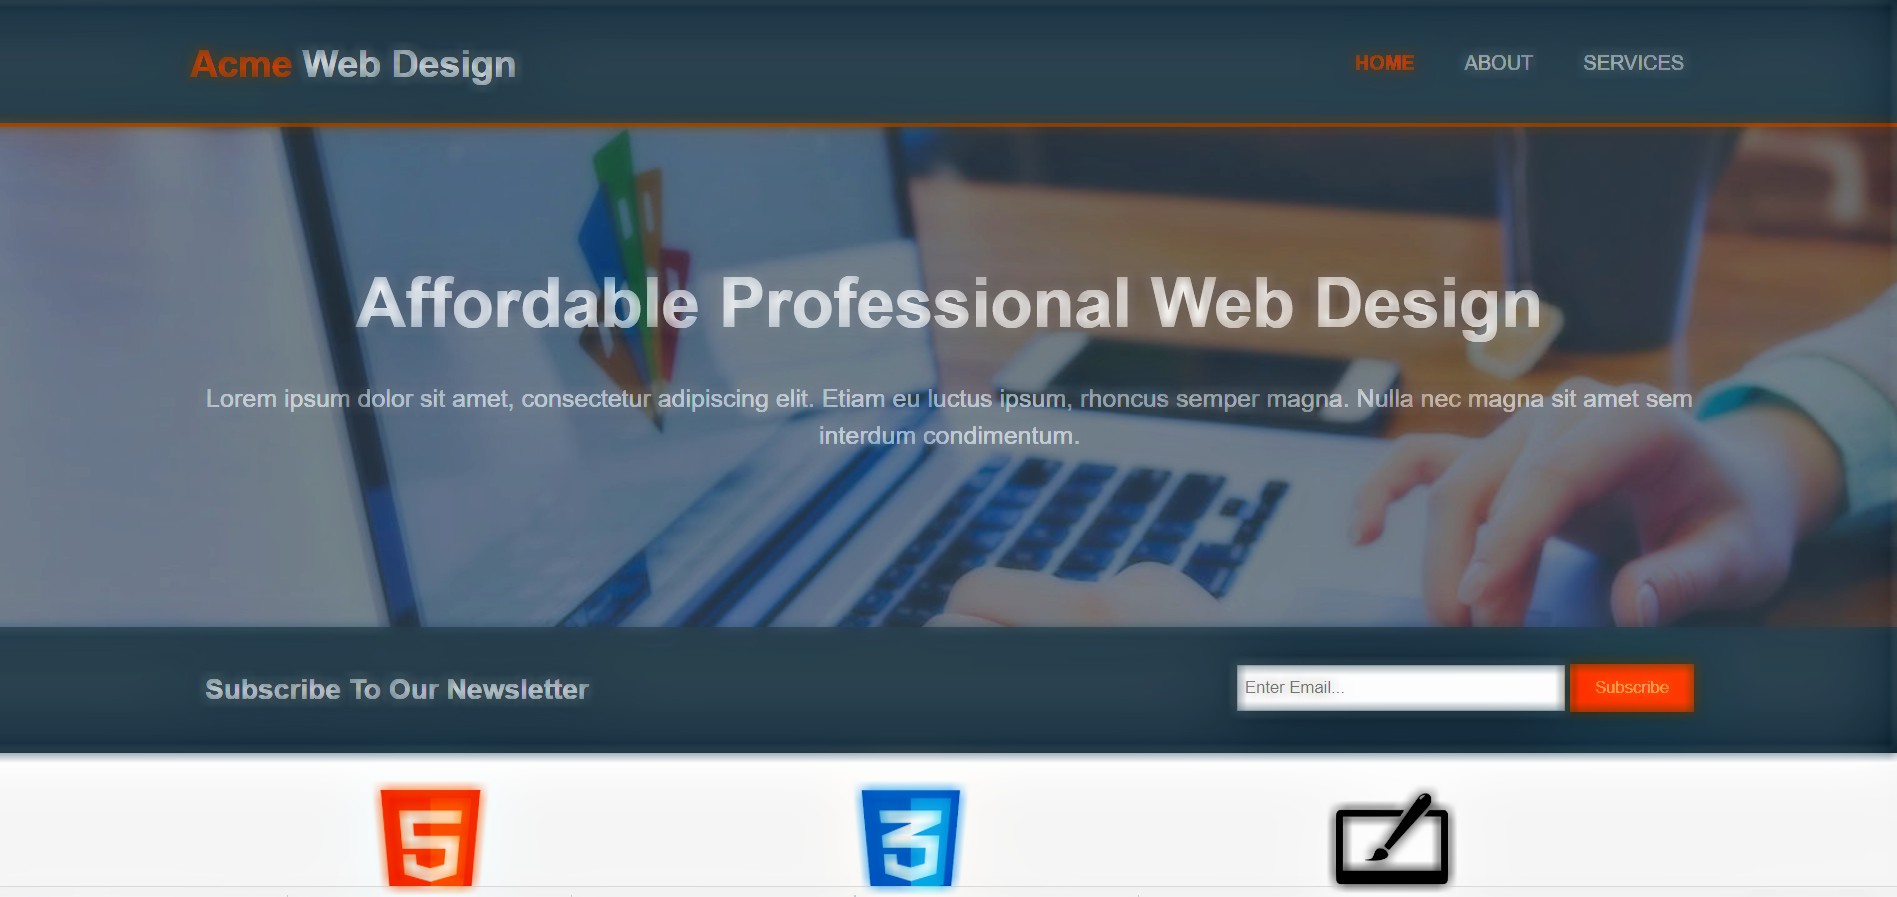 Acme Web Design
HOME ABOUT SERVICES
Affordable Professional Web Design
Lorem ipsum dolor sit amet, consectetur adipiscing elit. Etiam eu luctus ipsum, rhoncus semper magna. Nulla nec magna sit amet sem
interdum condimentum.
Subscribe To Our Newsletter
Enter Email...
Subscribe
5
3